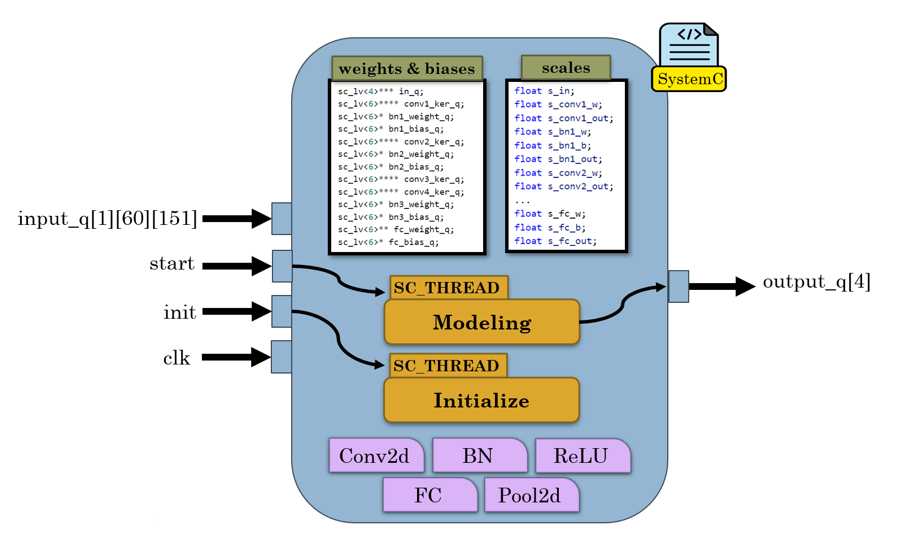 </>
SystemC
weights & biases
sc_lv<4>*** in_q;
sc_lv<6>**** conv1_ker_q;
sc_lv<6>* bn1_weight_q;
sc_lv<6>* bn1_bias_q;
sc_lv<6>**** conv2_ker_q;
sc_lv<6>* bn2_weight_q;
sc_lv<6>* bn2_bias_q;
sc_lv<6>**** conv3_ker_q;
sc_lv<6>**** conv4_ker_q;
sc_lv<6>* bn3_weight_q;
sc_lv<6>* bn3_bias_q;
sc_lv<6>** fc_weight_q;
sc_lv<6>* fc_bias_q;
scales
float s_in;
float s_conv1_w;
float s_conv1_out;
float s_bn1_w;
float s_bn1_b;
float s_bn1_out;
float s_conv2_w;
float s_conv2_out;
...
float s_fc_w;
float s_fc_b;
float s_fc_out;
input_q[1][60][151]
start
init
clk
SC_THREAD
Modeling
SC_THREAD
Initialize
output_q[4]
Conv2d
BN
ReLU
FC
Pool2d